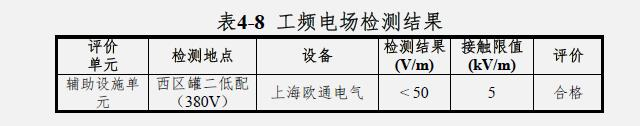 表4-8 工频电场检测结果
评价
单元
检测地点
设备
检测结果
(V/m)
接触限值
(kV/m)
评价
辅助设施单
元
西区罐二低配
（380V）
上海欧通电气
< 50
5
合格